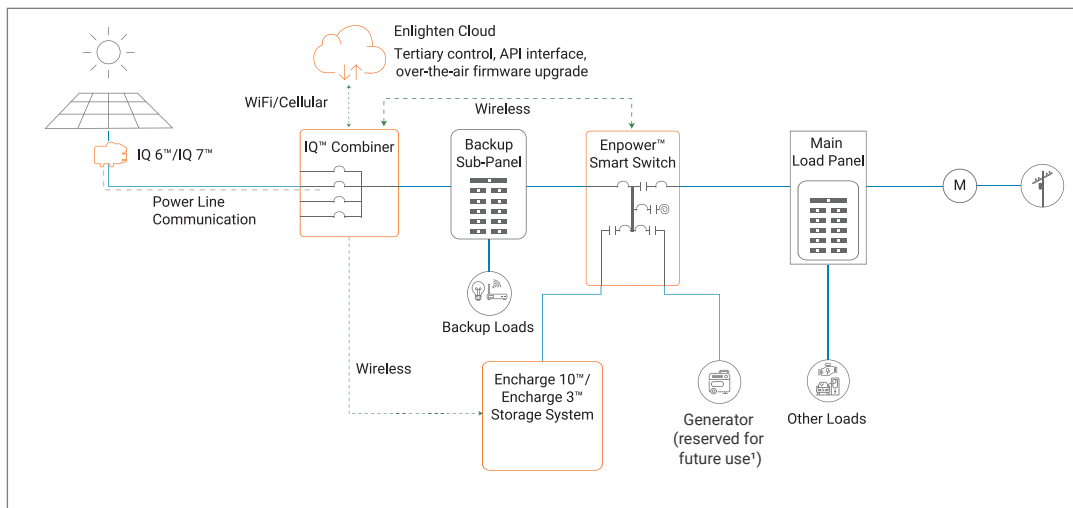 Enlighten Cloud
Tertiary control, API interface,
over-the-air firmware upgrade
WiFi/Cellular
Wireless
IQ™ Combiner
Backup
Sub-Panel
Enpower™
Smart Switch
Main
Load Panel
IQ 6™/IQ 7™
M
Power Line
Communication
Backup Loads
Wireless
Encharge 10™/
Encharge 3™
Storage System
Generator
(reserved for
future use¹)
Other Loads